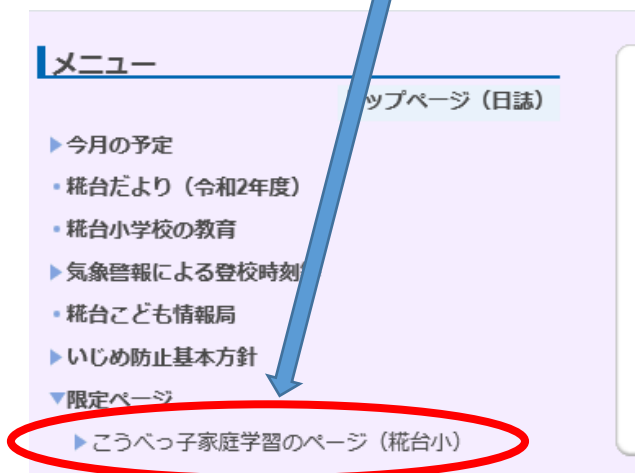 メニュー
ップページ（日誌）
今月の予定
糀台だより（令和2年度）
糀台小学校の教育
気象警報による登校時刻
糀台こども情報局
いじめ防止基本方針
限定ページ
こうべっ子家庭学習のページ（糀台小）